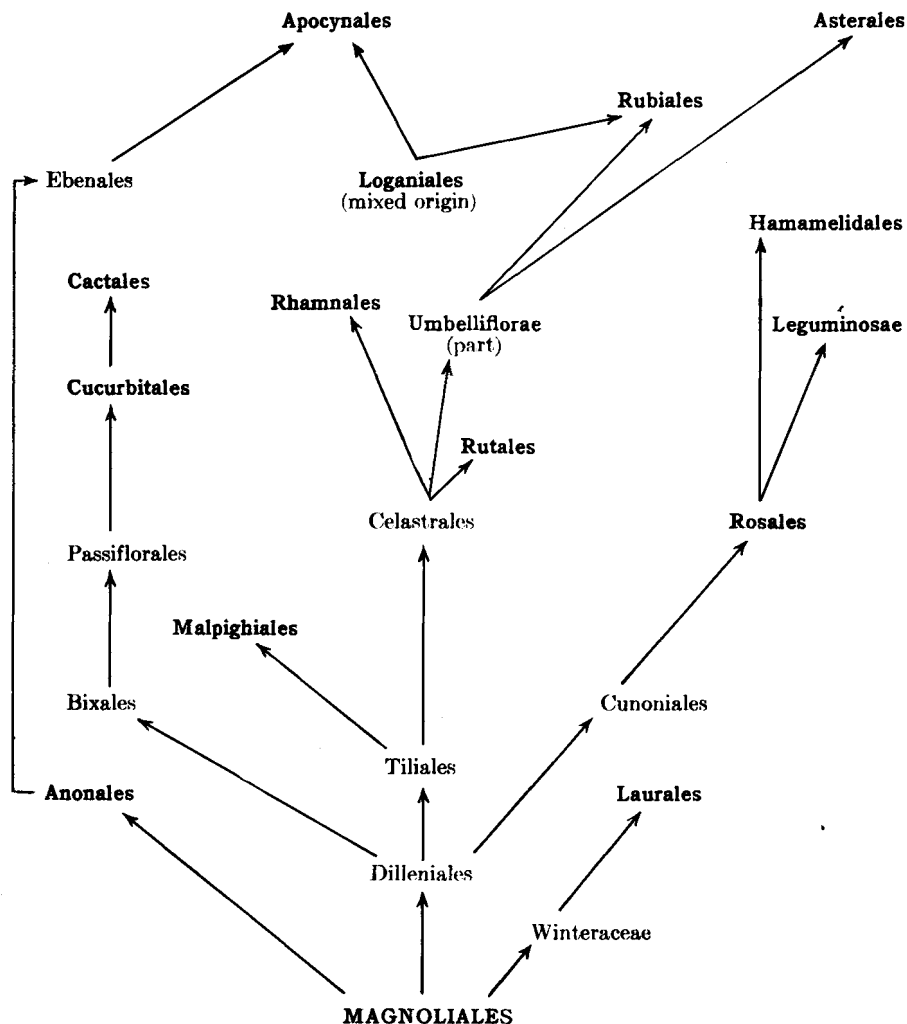 Apocynales
Asterales
Rubiales
Ebenales
Loganiales
(mixed origin)
Hamamelidales
Cactales
Rhamnales
Umbelliflorae
(part)
Leguminosae
Cucurbitales
Rutales
Celastrales
Rosales
Passiflorales
Malpighiales
Bixales
Cunoniales
Tiliales
Anonales
Laurales
Dilleniales
Winteraceae
MAGNOLIALES